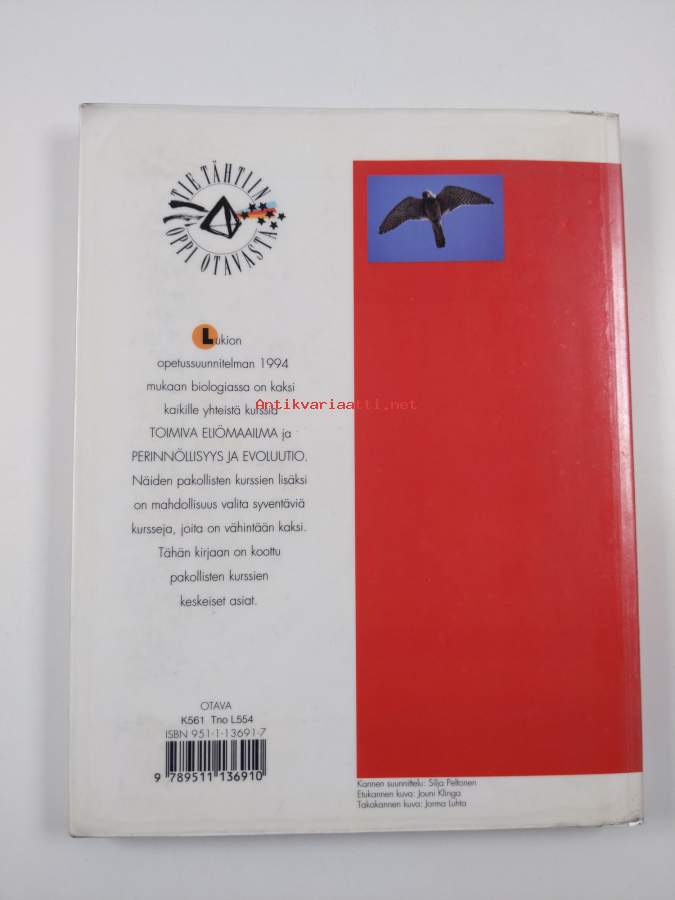 TIE TÄHTIIN
OPPI OTAVASTA
Lukion
opetussuunnitelman 1994
mukaan biologiassa on kaksi
kaikille yhteistä kurssia
Antikvariaatti.net
TOIMIVA ELIÖMAAILMA ja
PERINNÖLLISYYS JA EVOLUUTIO.
Näiden pakollisten kurssien lisäksi
on mahdollisuus valita syventäviä
kursseja, joita on vähintään kaksi.
Tähän kirjaan on koottu
pakollisten kurssien
keskeiset asiat.
OTAVA
K561 Tno L554
ISBN 951-1-13691-7
9 789511 136910
Kannen suunnittelu: Silja Peltonen
Etukannen kuva: Jouni Klinga
Takakannen kuva: Jorma Luhta